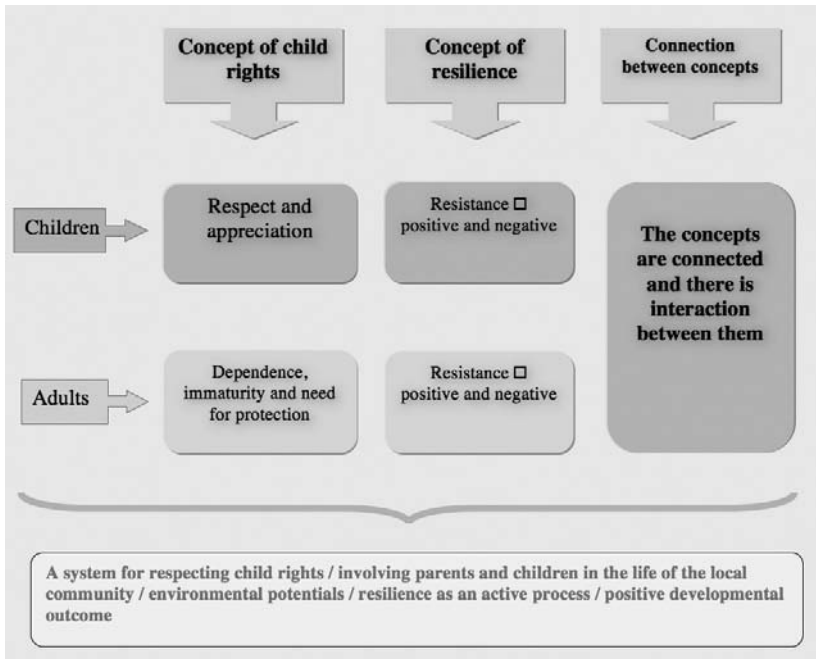 Concept of child
rights
Concept of
resilience
Connection
between concepts
Children
Respect and
appreciation
Resistance □
positive and negative
The concepts
are connected
and there is
interaction
between them
Adults
Dependence,
immaturity and need
for protection
Resistance □
positive and negative
A system for respecting child rights / involving parents and children in the life of the local
community / environmental potentials / resilience as an active process / positive developmental
outcome